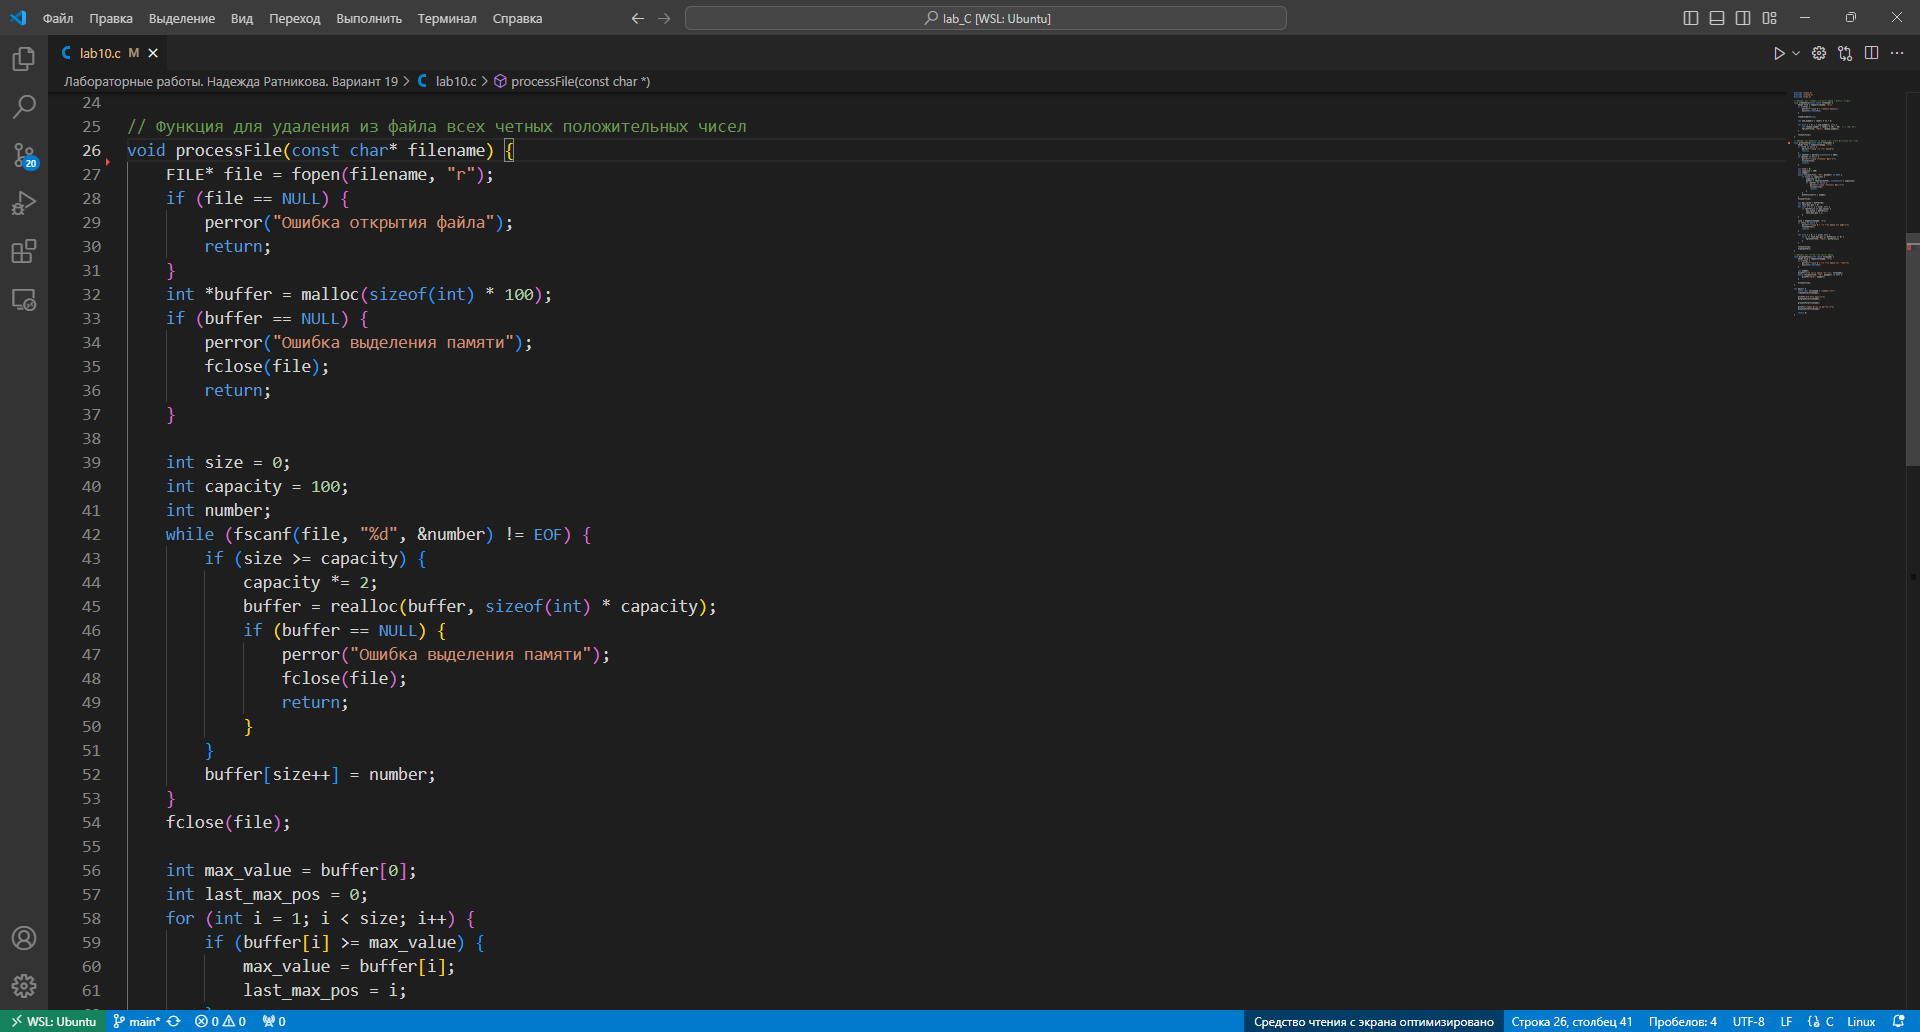 Файл Правка Выделение Вид Переход Выполнить Терминал Справка
lab_C [WSL: Ubuntu]
lab10.c M
Лабораторные работы. Надежда Ратникова. Вариант 19 > C lab10.c > processFile(const char *)
20
24
25 // Функция для удаления из файла всех четных положительных чисел
26 void processFile(const char* filename) {
27 FILE* file = fopen(filename, "r");
28 if (file == NULL) {
29 perror("Ошибка открытия файла");
30 return;
31 }
32 int *buffer = malloc(sizeof(int) * 100);
33 if (buffer == NULL) {
34 perror("Ошибка выделения памяти");
35 fclose(file);
36 return;
37 }
38
39 int size = 0;
40 int capacity = 100;
41 int number;
42 while (fscanf(file, "%d", &number) != EOF) {
43 if (size >= capacity) {
44 capacity *= 2;
45 buffer = realloc(buffer, sizeof(int) * capacity);
46 if (buffer == NULL) {
47 perror("Ошибка выделения памяти");
48 fclose(file);
49 return;
50 }
51 }
52 buffer[size++] = number;
53 }
54 fclose(file);
55
56 int max_value = buffer[0];
57 int last_max_pos = 0;
58 for (int i = 1; i < size; i++) {
59 if (buffer[i] >= max_value) {
60 max_value = buffer[i];
61 last_max_pos = i;
WSL: Ubuntu main* 0 0 0 Средство чтения с экрана оптимизировано Строка 26, столбец 41 Пробелов: 4 UTF-8 LF {} C Linux